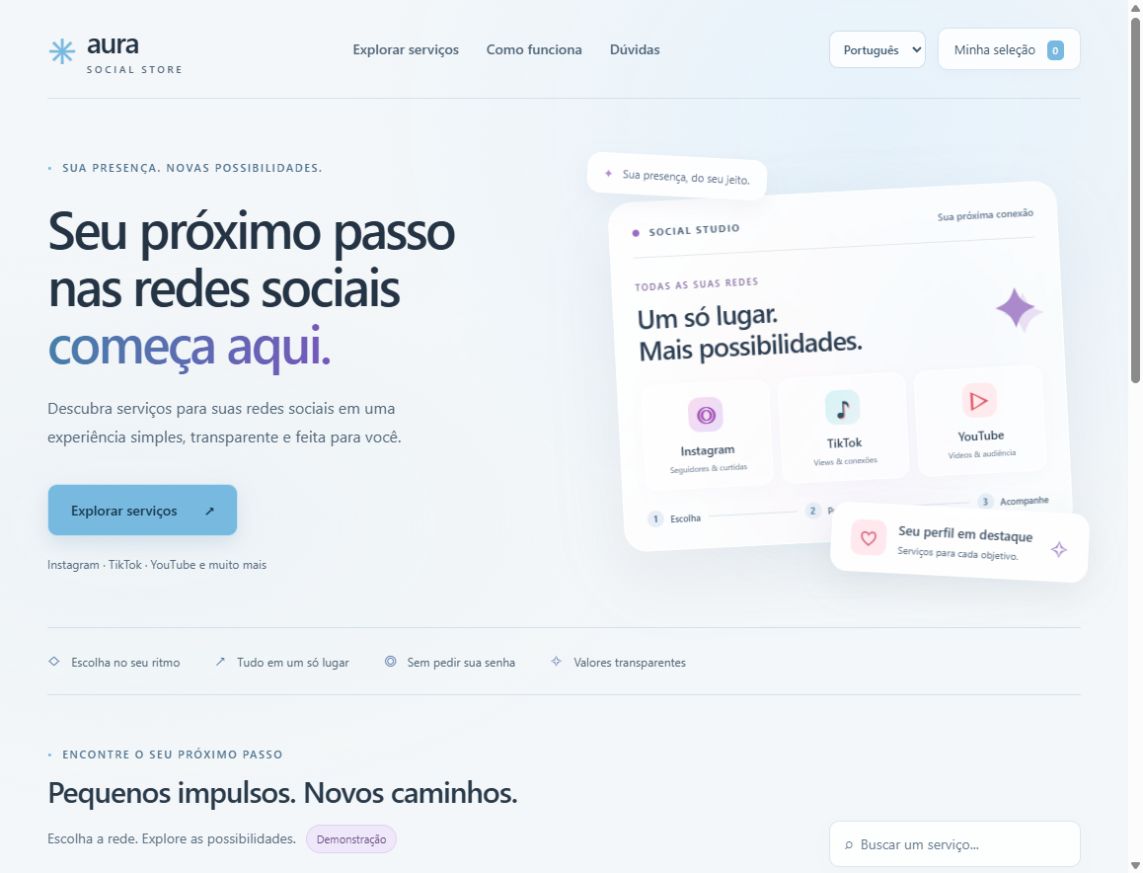 aura
SOCIAL STORE
Explorar serviços
Como funciona
Dúvidas
Português
Minha seleção 0
SUA PRESENÇA. NOVAS POSSIBILIDADES.
Seu próximo passo
nas redes sociais
começa aqui.
Descubra serviços para suas redes sociais em uma
experiência simples, transparente e feita para você.
Explorar serviços ↗
Instagram · TikTok · YouTube e muito mais
Sua presença, do seu jeito.
SOCIAL STUDIO
Sua próxima conexão
TODAS AS SUAS REDES
Um só lugar.
Mais possibilidades.
Instagram
Seguidores & curtidas
TikTok
Views & conexões
YouTube
Vídeos & audiência
1 Escolha
2
3 Acompanhe
Seu perfil em destaque
Serviços para cada objetivo.
Escolha no seu ritmo
Tudo em um só lugar
Sem pedir sua senha
Valores transparentes
ENCONTRE O SEU PRÓXIMO PASSO
Pequenos impulsos. Novos caminhos.
Escolha a rede. Explore as possibilidades.
Demonstração
Buscar um serviço...